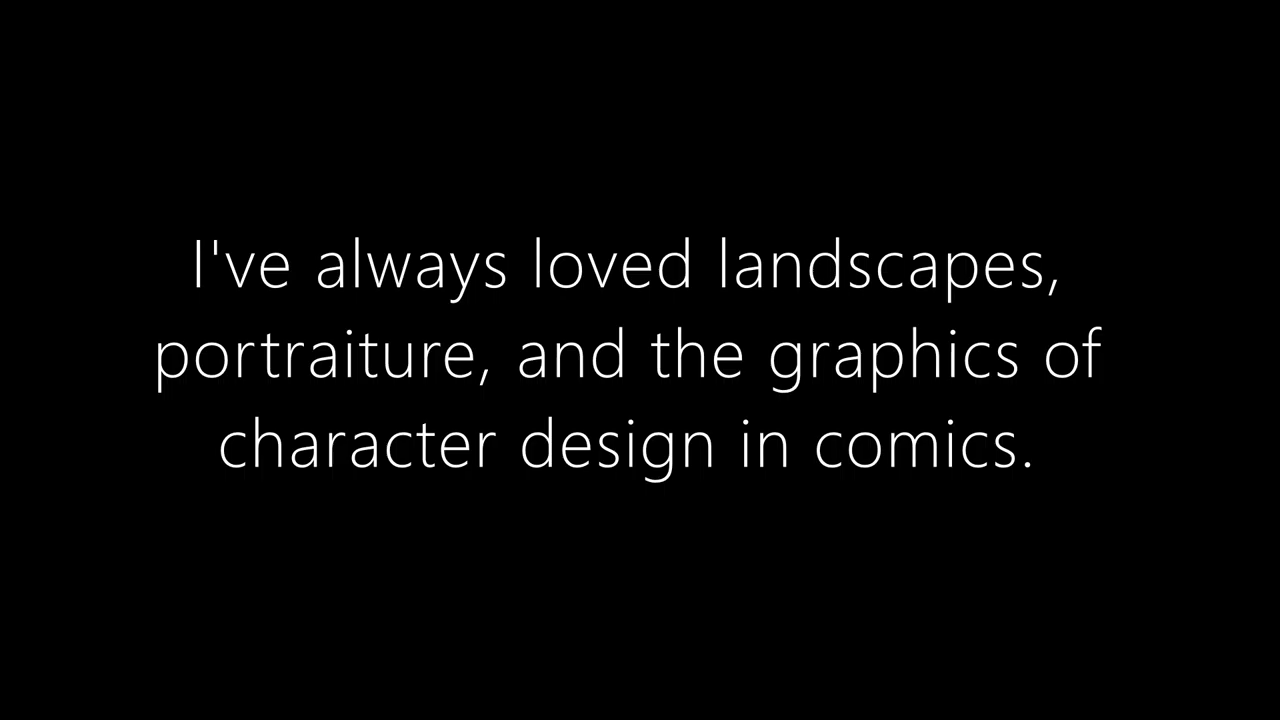 I've always loved landscapes,
portraiture, and the graphics of
character design in comics.